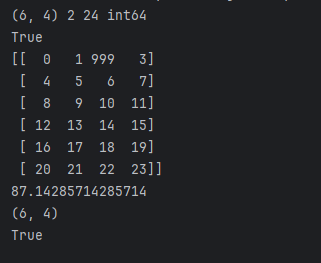 (6, 4) 2 24 int64
True
[[  0   1 999   3]
 [  4   5   6   7]
 [  8   9  10  11]
 [ 12  13  14  15]
 [ 16  17  18  19]
 [ 20  21  22  23]]
87.14285714285714
(6, 4)
True